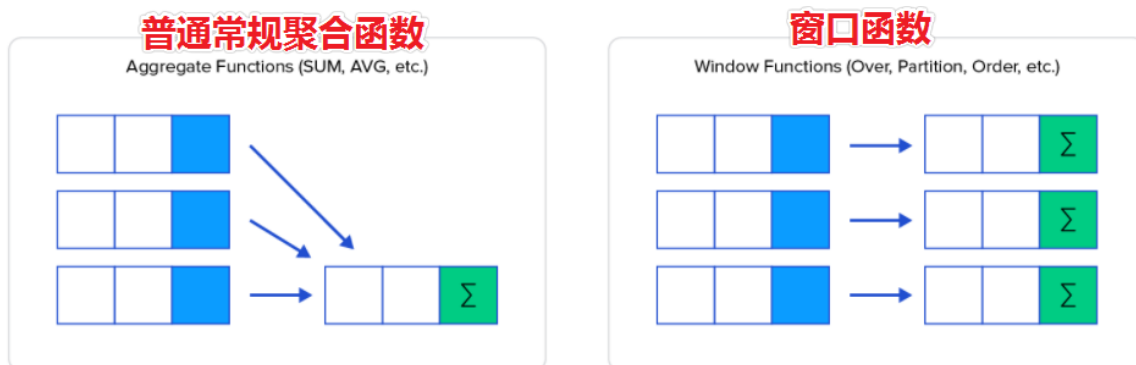 普通常规聚合函数
Aggregate Functions (SUM, AVG, etc.)
∑
窗口函数
Window Functions (Over, Partition, Order, etc.)
∑
∑
∑